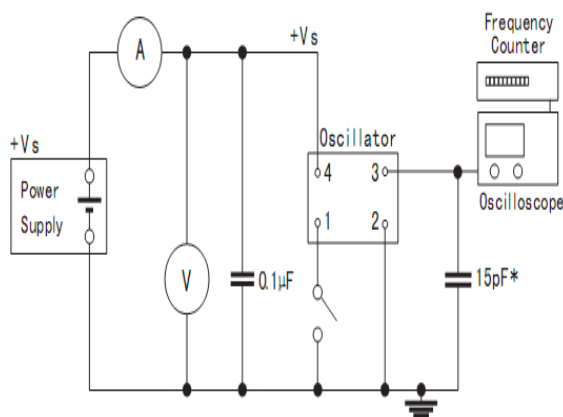 Frequency
Counter
+Vs
A
Oscillator
+Vs
4 3
Power
Supply
1 2
Oscilloscope
V
0.1μF
15pF*